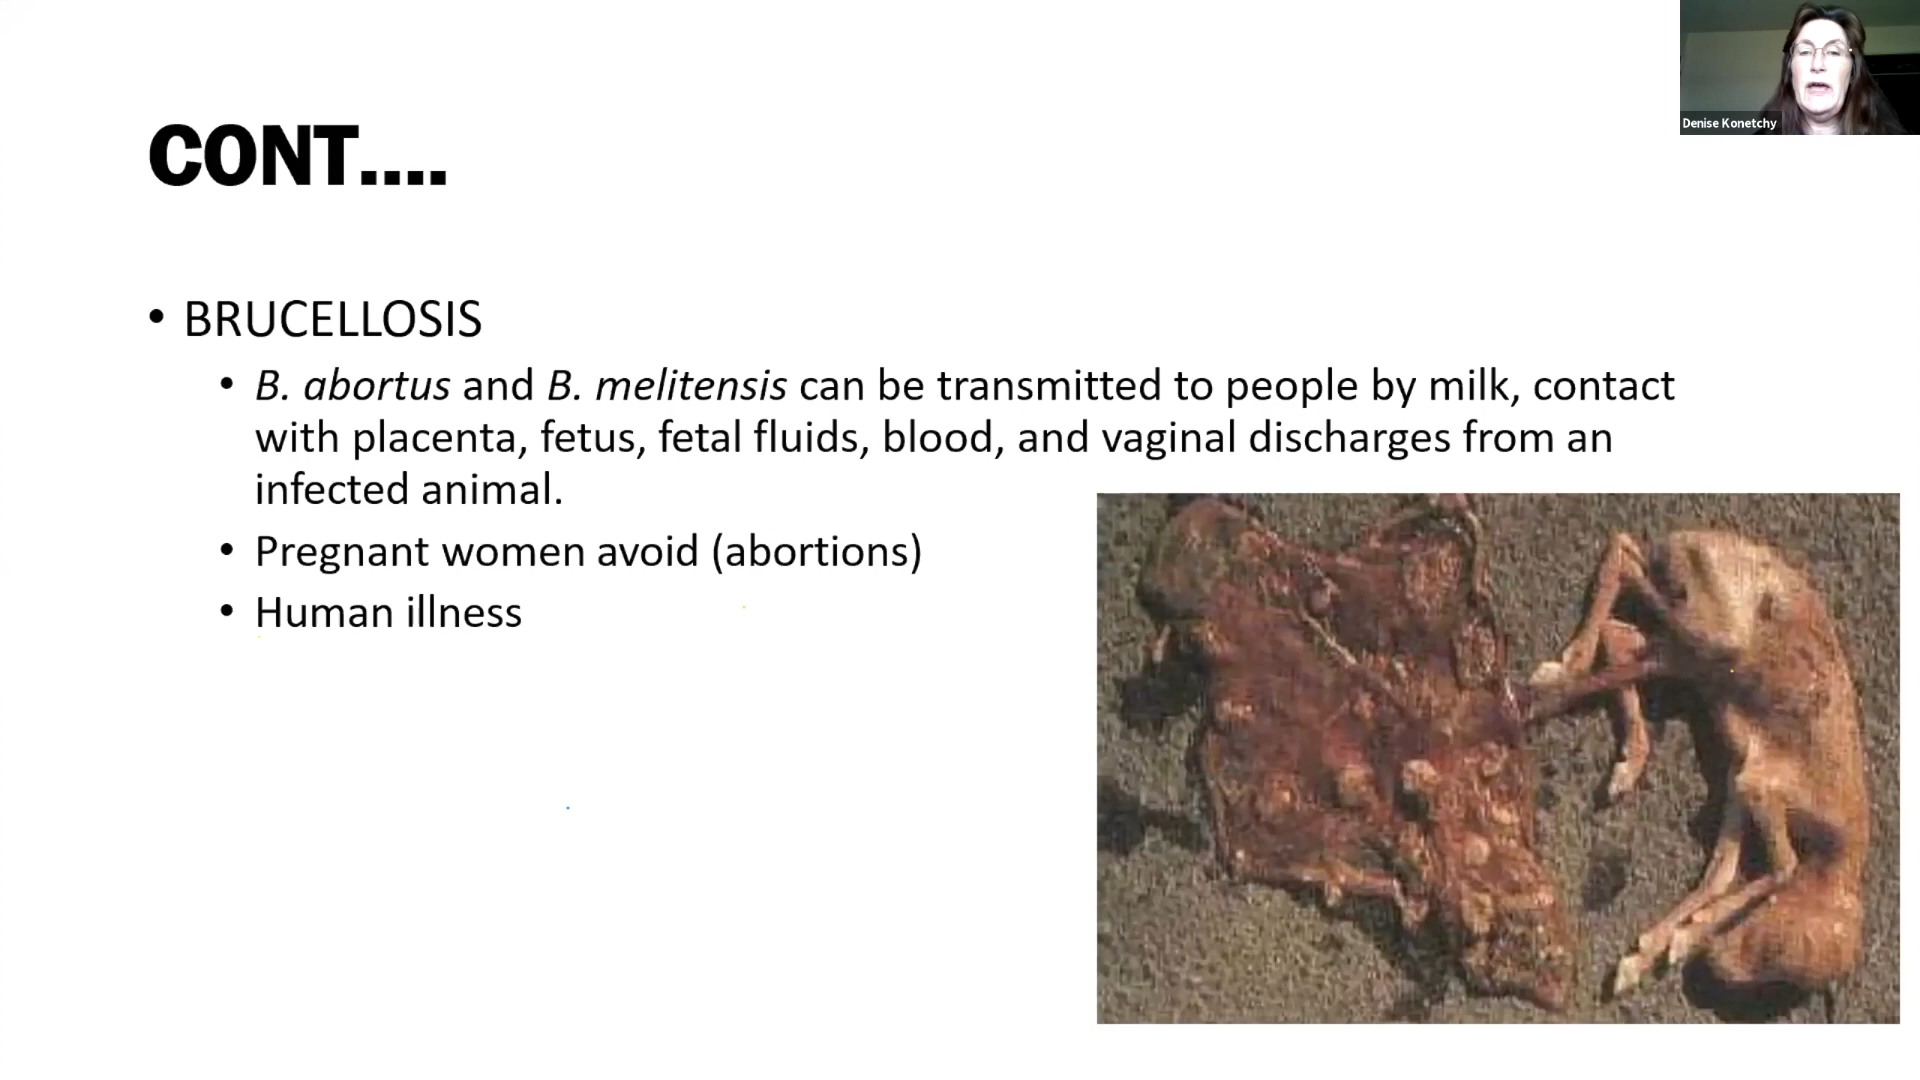 Denise Konetchy
CONT....
• BRUCELLOSIS
• B. abortus and B. melitensis can be transmitted to people by milk, contact
with placenta, fetus, fetal fluids, blood, and vaginal discharges from an
infected animal.
• Pregnant women avoid (abortions)
• Human illness